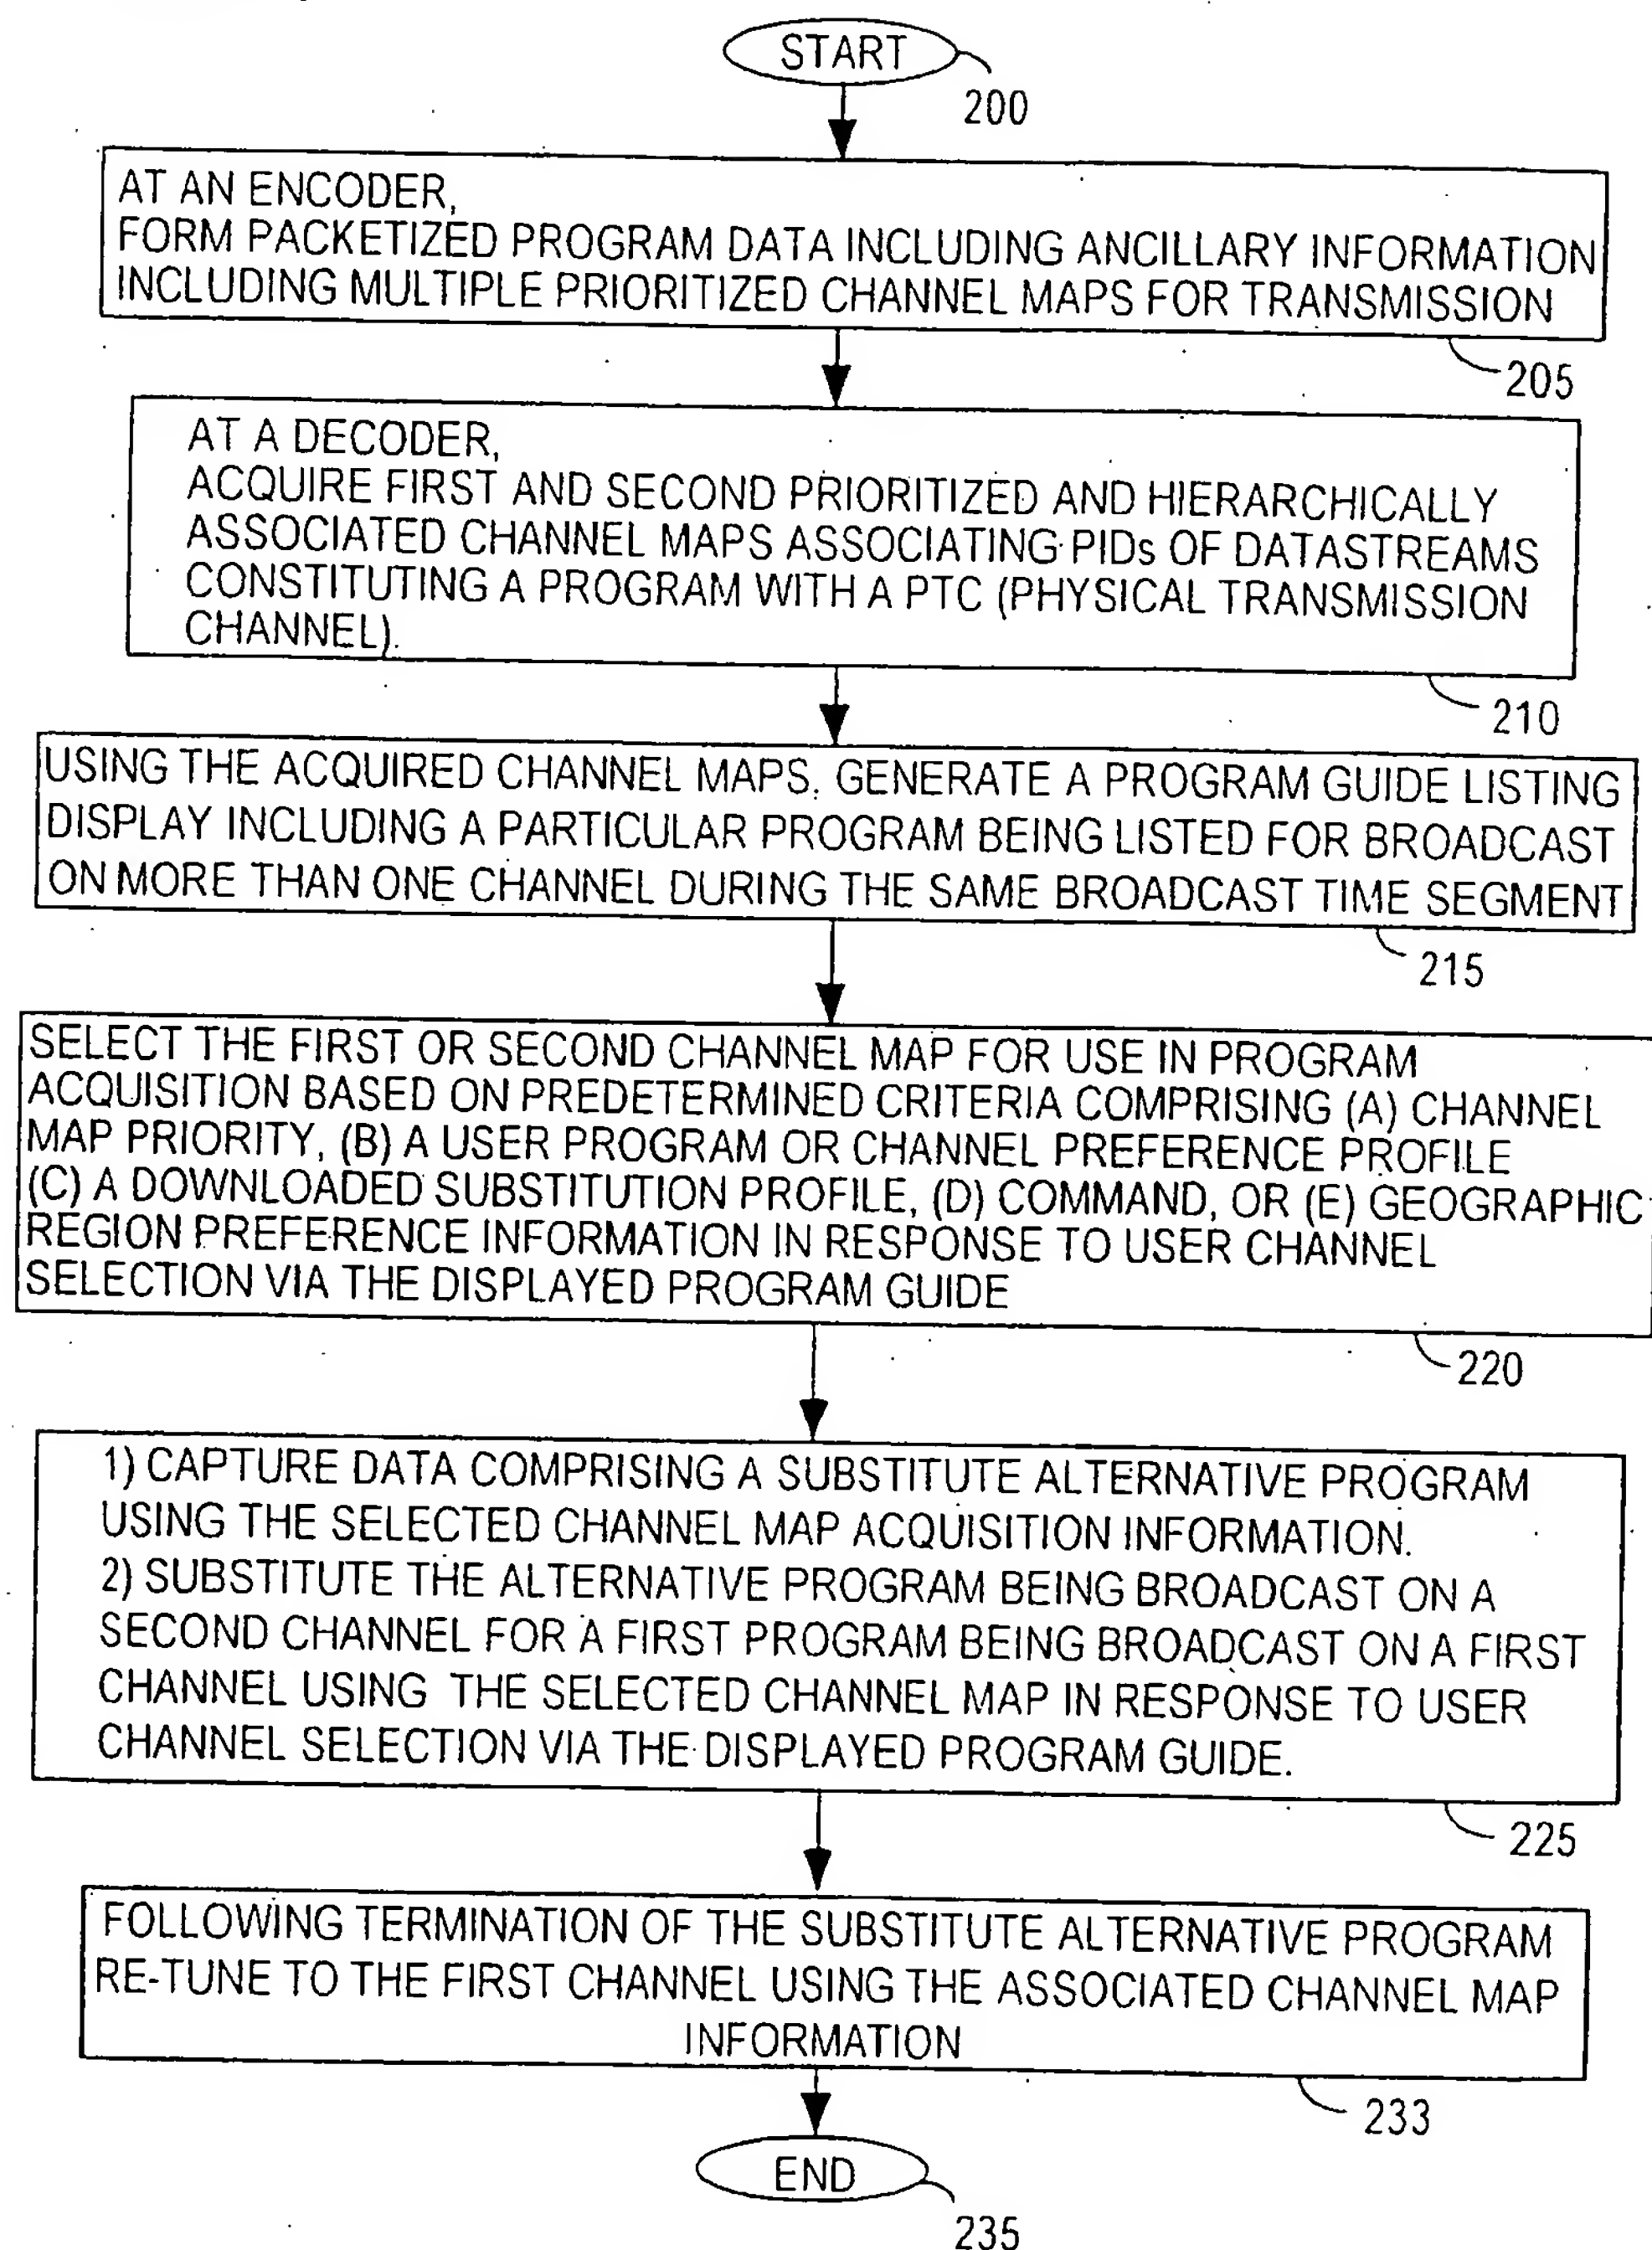 START
200
AT AN ENCODER,
FORM PACKETIZED PROGRAM DATA INCLUDING ANCILLARY INFORMATION
INCLUDING MULTIPLE PRIORITIZED CHANNEL MAPS FOR TRANSMISSION
205
AT A DECODER,
ACQUIRE FIRST AND SECOND PRIORITIZED AND HIERARCHICALLY
ASSOCIATED CHANNEL MAPS ASSOCIATING PIDs OF DATASTREAMS
CONSTITUTING A PROGRAM WITH A PTC (PHYSICAL TRANSMISSION
CHANNEL).
210
USING THE ACQUIRED CHANNEL MAPS. GENERATE A PROGRAM GUIDE LISTING
DISPLAY INCLUDING A PARTICULAR PROGRAM BEING LISTED FOR BROADCAST
ON MORE THAN ONE CHANNEL DURING THE SAME BROADCAST TIME SEGMENT
215
SELECT THE FIRST OR SECOND CHANNEL MAP FOR USE IN PROGRAM
ACQUISITION BASED ON PREDETERMINED CRITERIA COMPRISING (A) CHANNEL
MAP PRIORITY, (B) A USER PROGRAM OR CHANNEL PREFERENCE PROFILE
(C) A DOWNLOADED SUBSTITUTION PROFILE, (D) COMMAND, OR (E) GEOGRAPHIC
REGION PREFERENCE INFORMATION IN RESPONSE TO USER CHANNEL
SELECTION VIA THE DISPLAYED PROGRAM GUIDE
220
1) CAPTURE DATA COMPRISING A SUBSTITUTE ALTERNATIVE PROGRAM
USING THE SELECTED CHANNEL MAP ACQUISITION INFORMATION.
2) SUBSTITUTE THE ALTERNATIVE PROGRAM BEING BROADCAST ON A
SECOND CHANNEL FOR A FIRST PROGRAM BEING BROADCAST ON A FIRST
CHANNEL USING THE SELECTED CHANNEL MAP IN RESPONSE TO USER
CHANNEL SELECTION VIA THE DISPLAYED PROGRAM GUIDE.
225
FOLLOWING TERMINATION OF THE SUBSTITUTE ALTERNATIVE PROGRAM
RE-TUNE TO THE FIRST CHANNEL USING THE ASSOCIATED CHANNEL MAP
INFORMATION
233
END
235